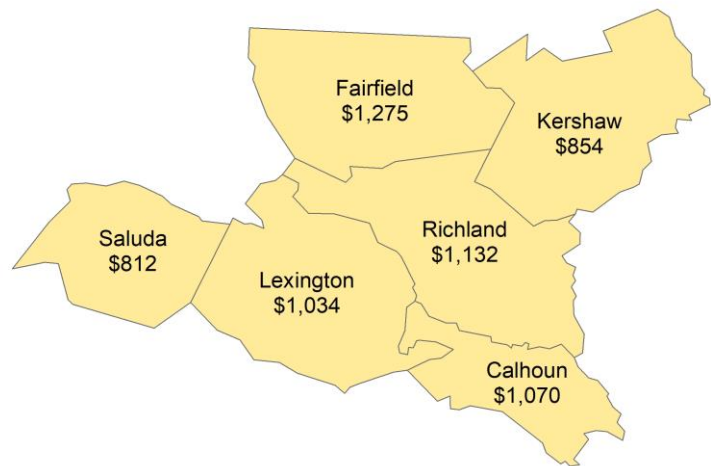 Fairfield
$1,275
Kershaw
$854
Richland
$1,132
Saluda
$812
Lexington
$1,034
Calhoun
$1,070